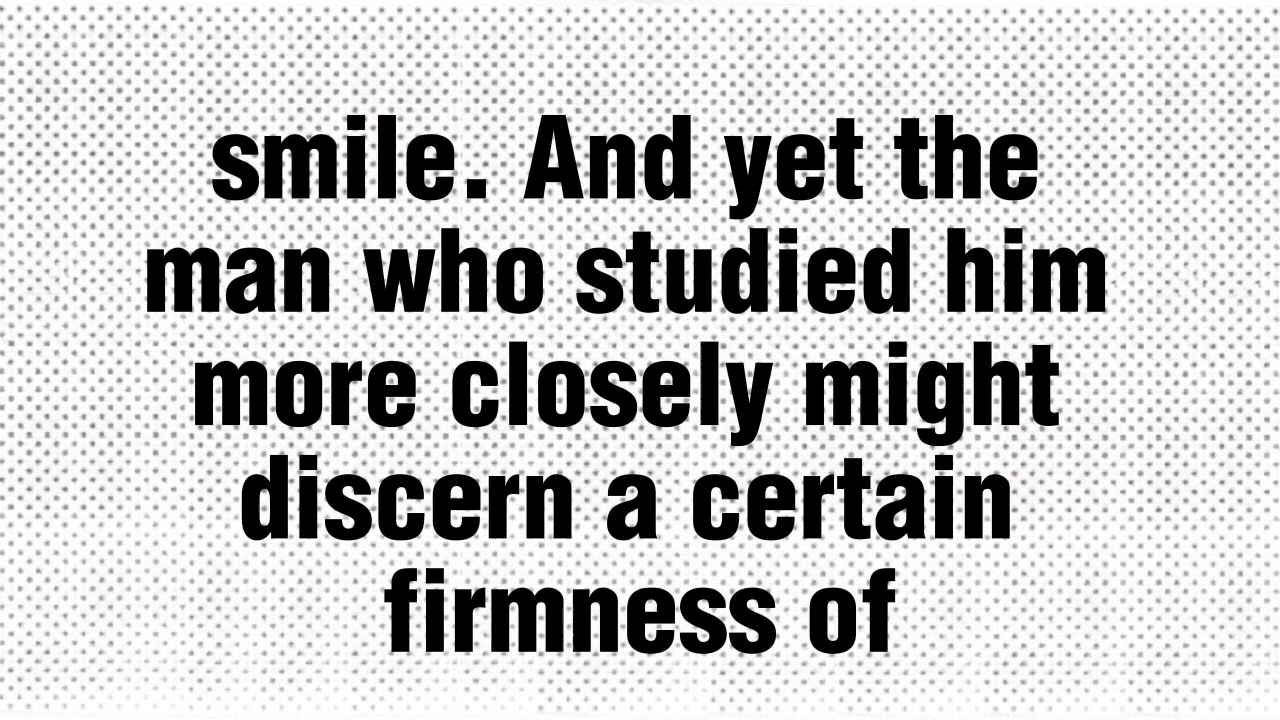 smile. And yet the
man who studied him
more closely might
discern a certain
firmness of